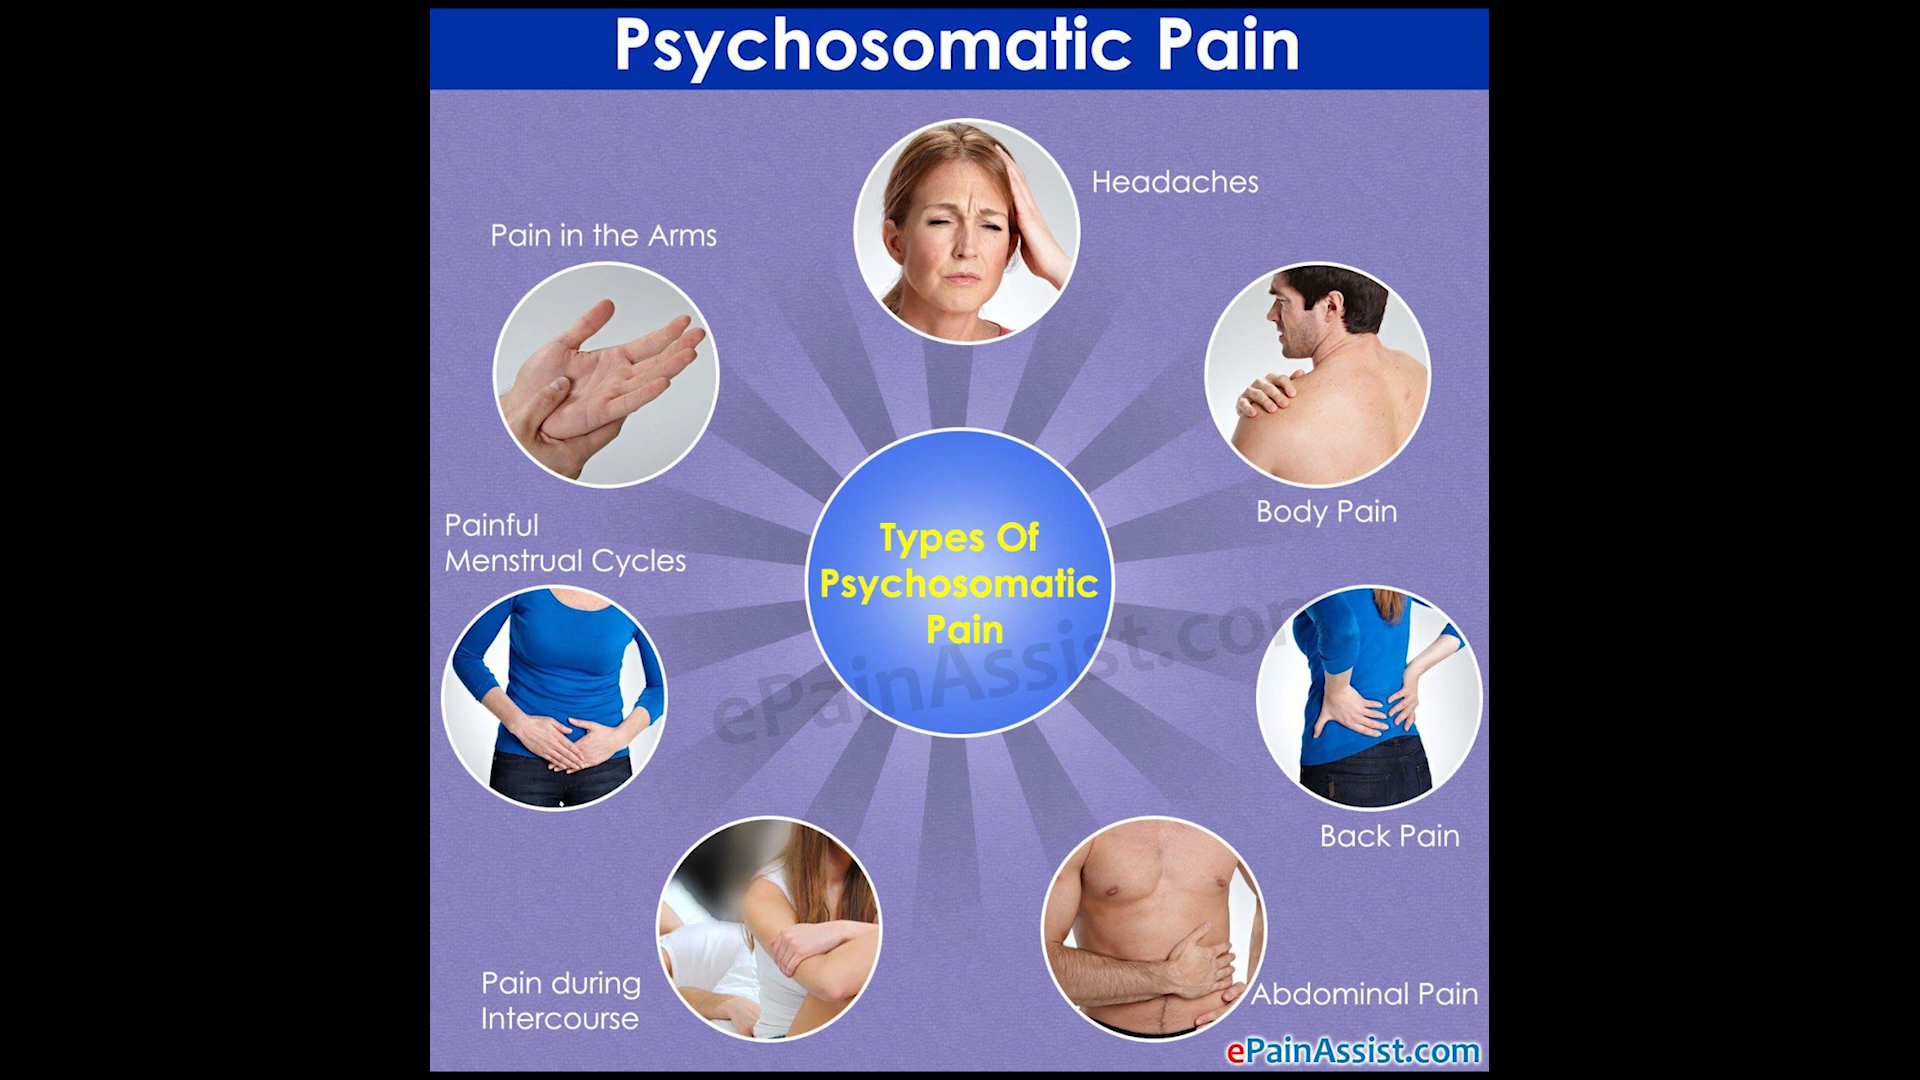 Psychosomatic Pain
Headaches
Pain in the Arms
Body Pain
Painful
Menstrual Cycles
Types Of
Psychosomatic
Pain
ePainAssist.com
Back Pain
Pain during
Intercourse
Abdominal Pain
ePainAssist.com